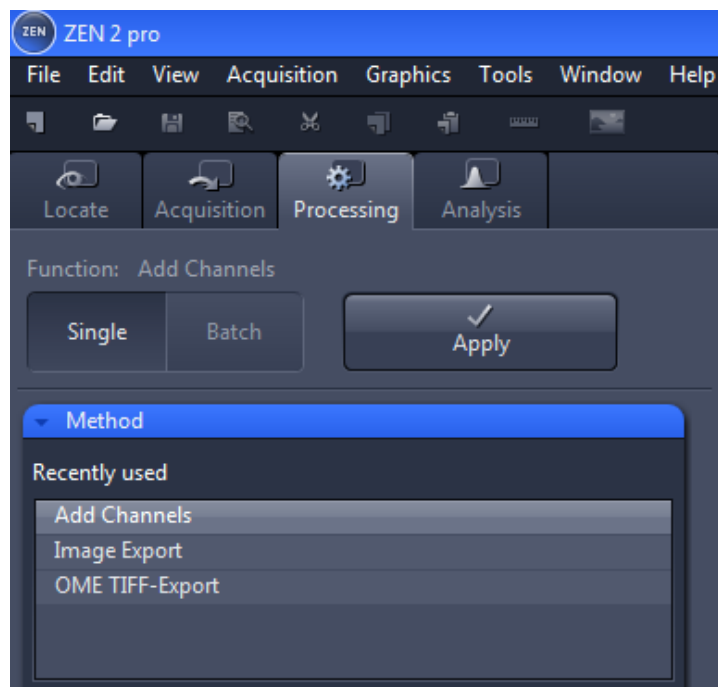 ZEN ZEN 2 pro
File Edit View Acquisition Graphics Tools Window Help
Locate Acquisition Processing Analysis
Function: Add Channels
Single Batch Apply
Method
Recently used
Add Channels
Image Export
OME TIFF-Export